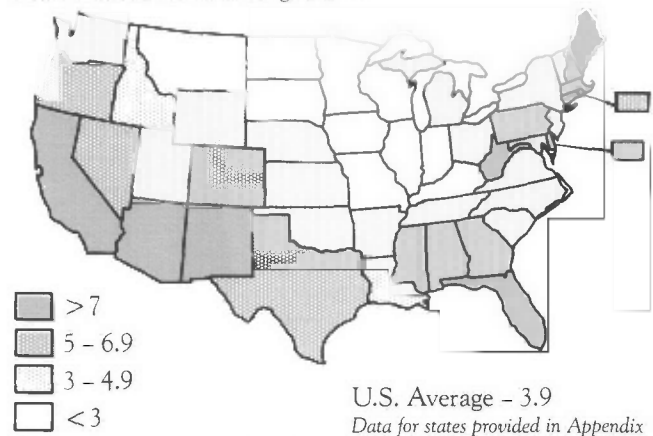 >7
5 – 6.9
3 – 4.9
<3
U.S. Average – 3.9
Data for states provided in Appendix